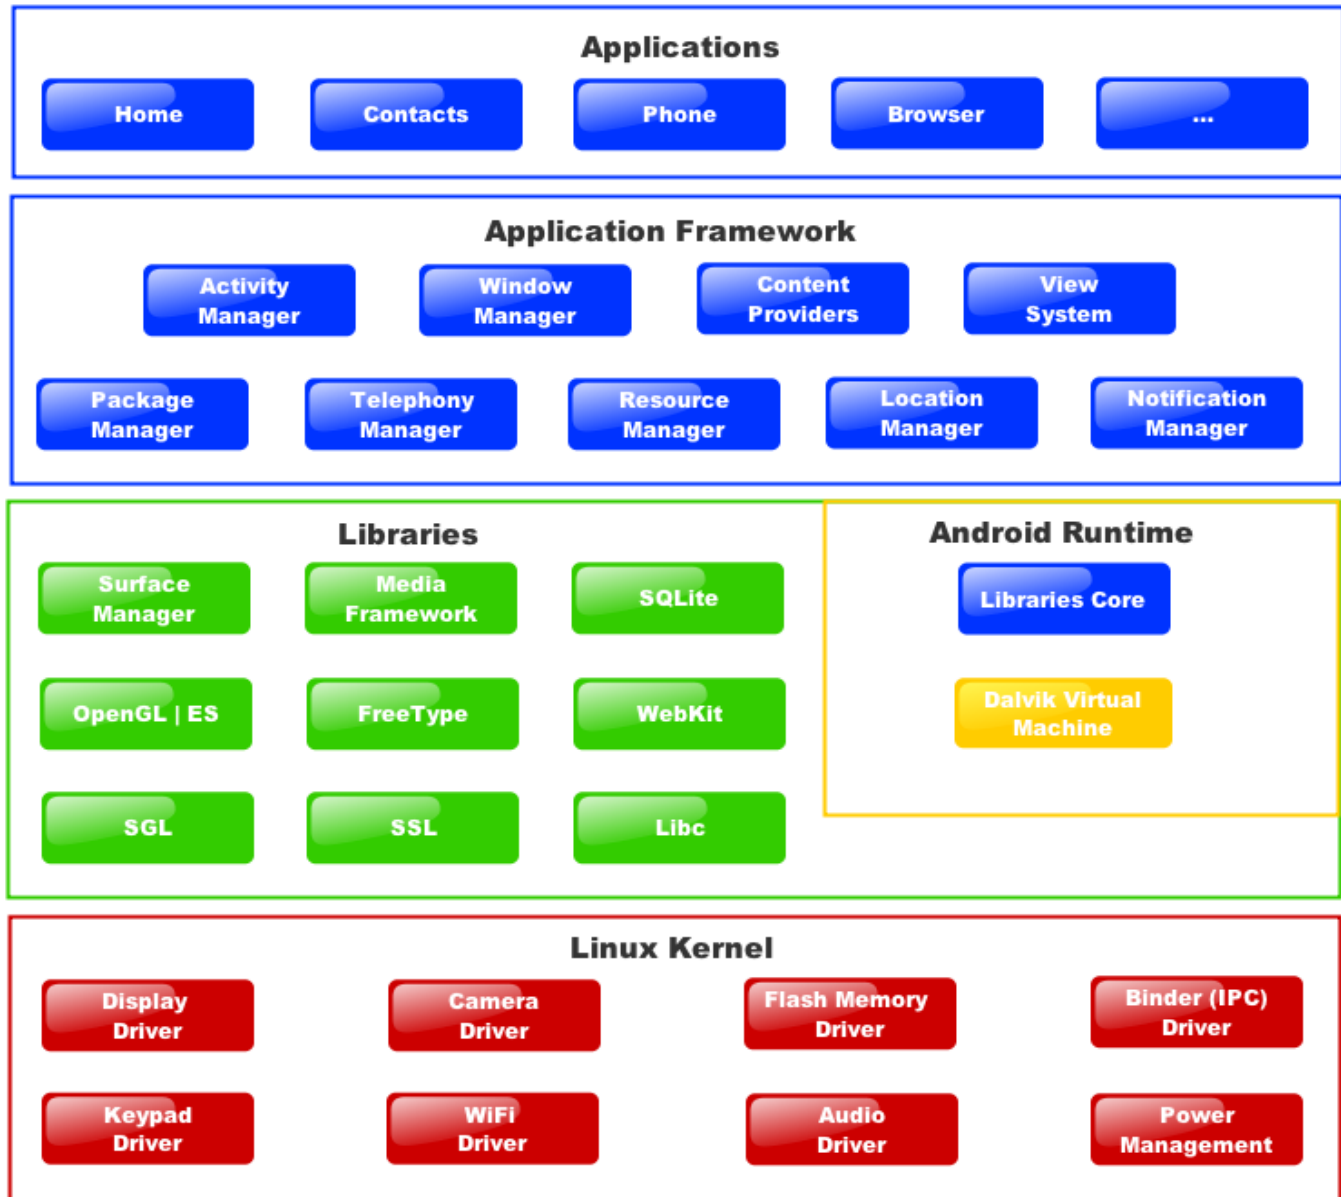 Applications
Home
Contacts
Phone
Browser
...
Application Framework
Activity
Manager
Window
Manager
Content
Providers
View
System
Package
Manager
Telephony
Manager
Resource
Manager
Location
Manager
Notification
Manager
Libraries
Surface
Manager
Media
Framework
SQLite
OpenGL | ES
FreeType
WebKit
SGL
SSL
Libc
Android Runtime
Libraries Core
Dalvik Virtual
Machine
Linux Kernel
Display
Driver
Camera
Driver
Flash Memory
Driver
Binder (IPC)
Driver
Keypad
Driver
WiFi
Driver
Audio
Driver
Power
Management